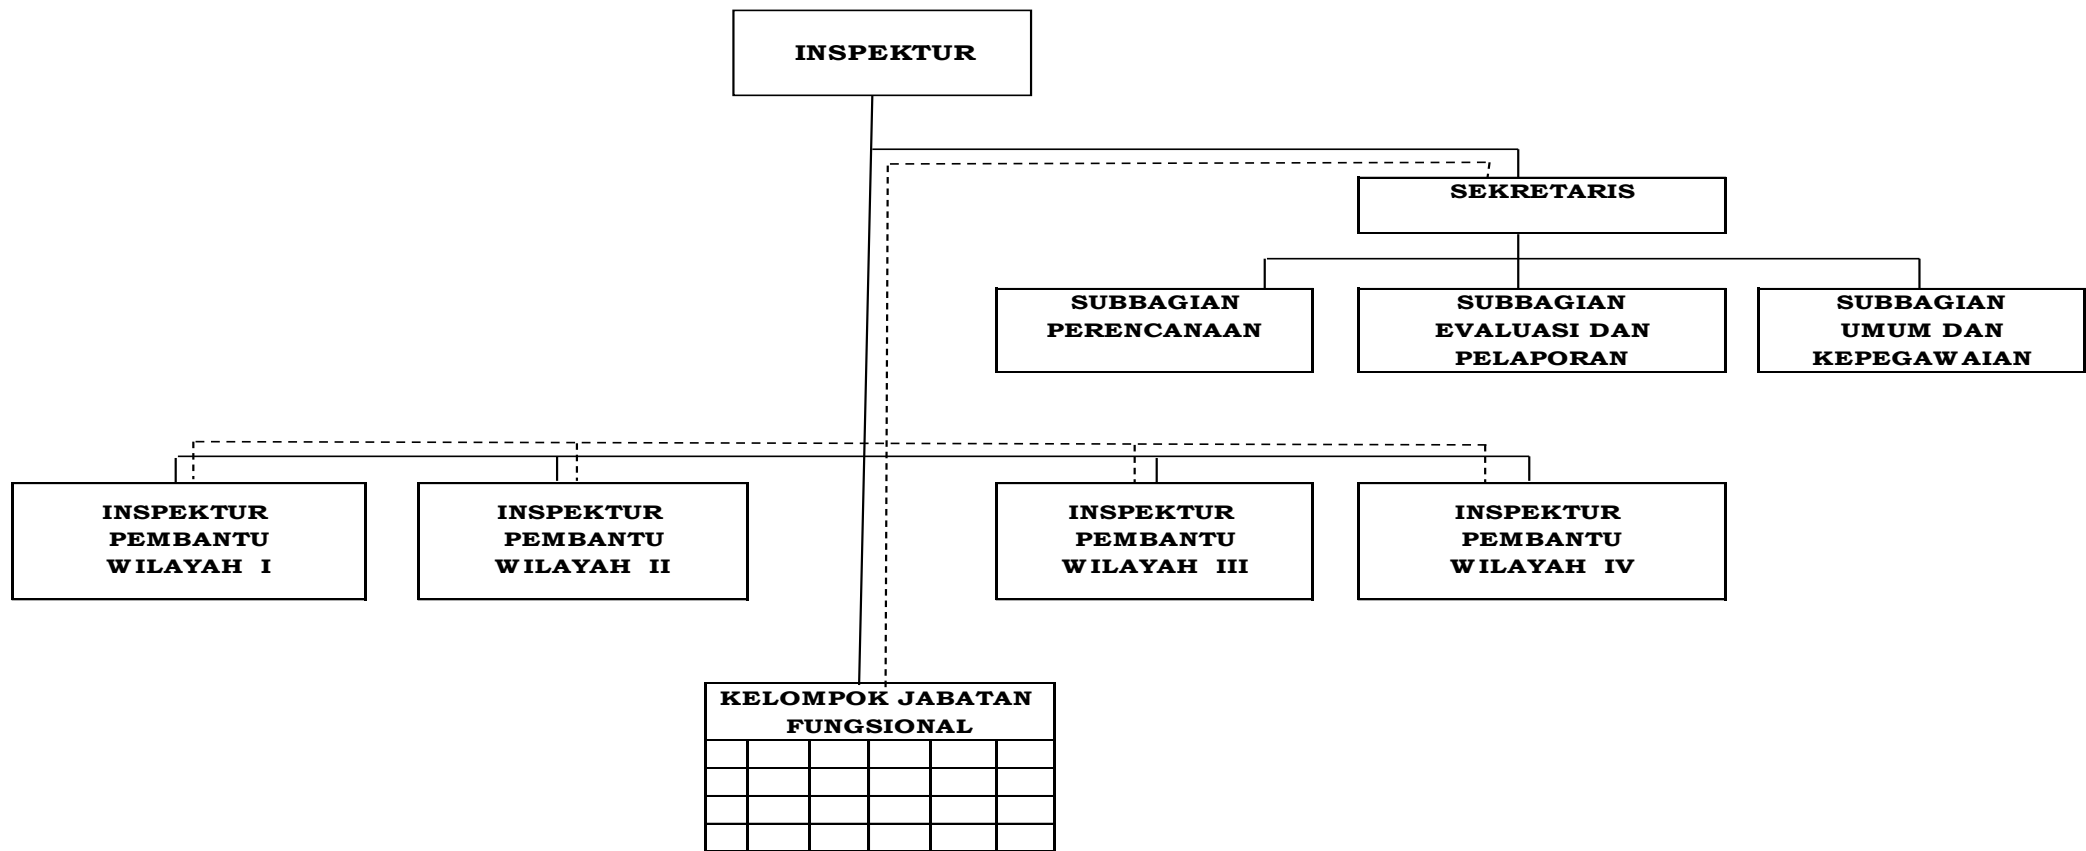 INSPEKTUR
SEKRETARIS
SUBBAGIAN
PERENCANAAN
SUBBAGIAN
EVALUASI DAN
PELAPORAN
SUBBAGIAN
UMUM DAN
KEPEGAWAIAN
INSPEKTUR
PEMBANTU
WILAYAH I
INSPEKTUR
PEMBANTU
WILAYAH II
INSPEKTUR
PEMBANTU
WILAYAH III
INSPEKTUR
PEMBANTU
WILAYAH IV
KELOMPOK JABATAN
FUNGSIONAL